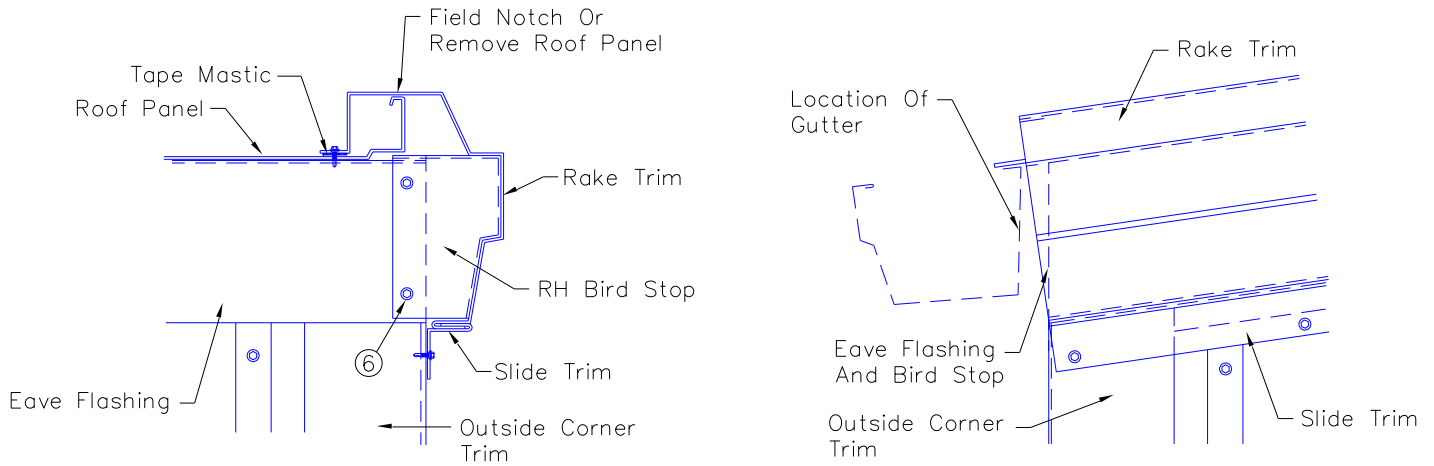 Field Notch Or
Remove Roof Panel
Tape Mastic
Roof Panel
Rake Trim
RH Bird Stop
6
Slide Trim
Eave Flashing
Outside Corner
Trim
Rake Trim
Location Of
Gutter
Eave Flashing
And Bird Stop
Outside Corner
Trim
Slide Trim